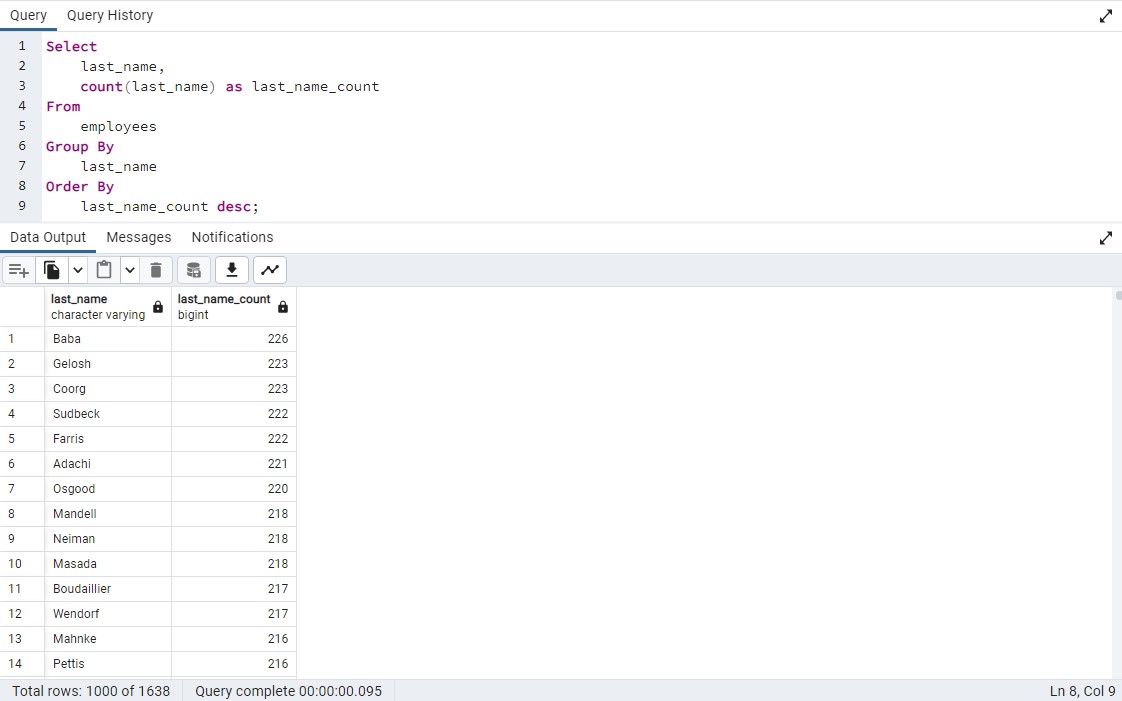 Query Query History
1 Select
2 last_name,
3 count(last_name) as last_name_count
4 From
5 employees
6 Group By
7 last_name
8 Order By
9 last_name_count desc;
Data Output Messages Notifications
last_name last_name_count
character varying bigint
1 Baba 226
2 Gelosh 223
3 Coorg 223
4 Sudbeck 222
5 Farris 222
6 Adachi 221
7 Osgood 220
8 Mandell 218
9 Neiman 218
10 Masada 218
11 Boudaillier 217
12 Wendorf 217
13 Mahnke 216
14 Pettis 216
Total rows: 1000 of 1638 Query complete 00:00:00.095 Ln 8, Col 9